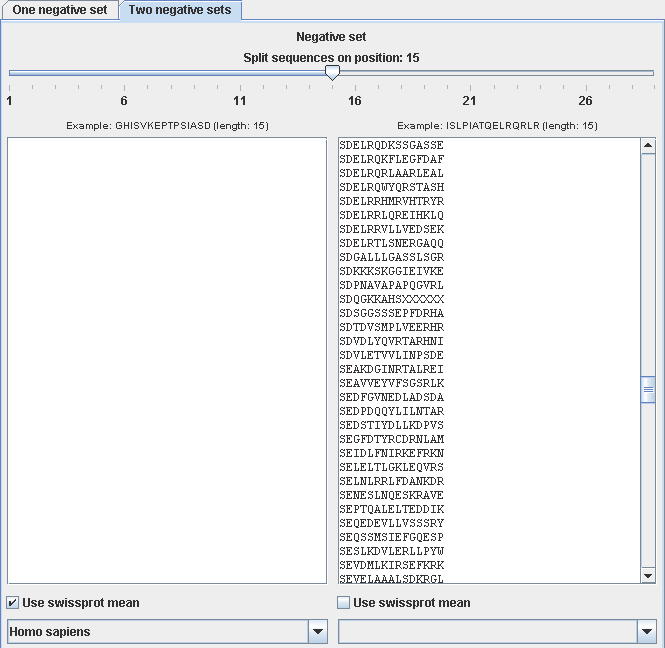 One negative set Two negative sets
Negative set
Split sequences on position: 15
1 6 11 16 21 26
Example: GHISVKEPTPSIASD (length: 15) Example: ISLPIATQELRQRLR (length: 15)
SDELRQDKSSGASSE
SDELRQKFLEGFDAF
SDELRQRLAARLEAL
SDELRQWYQRSTASH
SDELRRHMRVHTRYR
SDELRRLQREIHKLQ
SDELRRVLLVEDSEK
SDELRTLSNERGAQQ
SDGALLLGASSLSGR
SDKKKSKGGIEIVKE
SDPNAVAPAPQGVRL
SDQGKKAHSXXXXXX
SDSGGSSSEPFDRHA
SDTDVSMPLVEERHR
SDVDLYQVRTARHNI
SDVLETVVLINPSDE
SEAKDGINRTALREI
SEAVVEYVFSGSRLK
SEDFGVNEDLADSDA
SEDPDQQYLILNTAR
SEDSTIYDLLKDPVS
SEGFDTYRCDRNLAM
SEIDLFNIRKEFRKN
SELELTLGKLEQVRS
SELNLRRLFDANKDR
SENESLNQESKRAVE
SEPTQALELTEDDIK
SEQEDEVLLVSSSRY
SEQSSMSIEFGQESP
SESLKDVLERLLPYW
SEVDMLKIRSEFKRK
SEVELAAALSDKRGL
Use swissprot mean Use swissprot mean
Homo sapiens